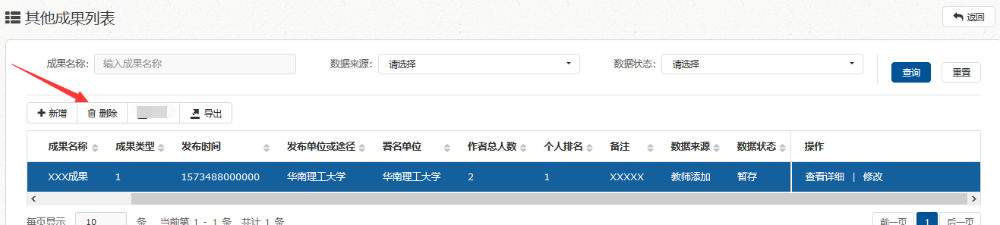 其他成果列表 返回
成果名称: 输入成果名称 数据来源: 请选择 数据状态: 请选择 查询 重置
新增 删除 导出
成果名称 成果类型 发布时间 发布单位或途径 署名单位 作者总人数 个人排名 备注 数据来源 数据状态 操作
XXX成果 1 1573488000000 华南理工大学 华南理工大学 2 1 XXXXX 教师添加 暂存 查看详细 | 修改
每页显示 10 条 当前第 1 - 1 条 共计 1 条 前一页 1 后一页